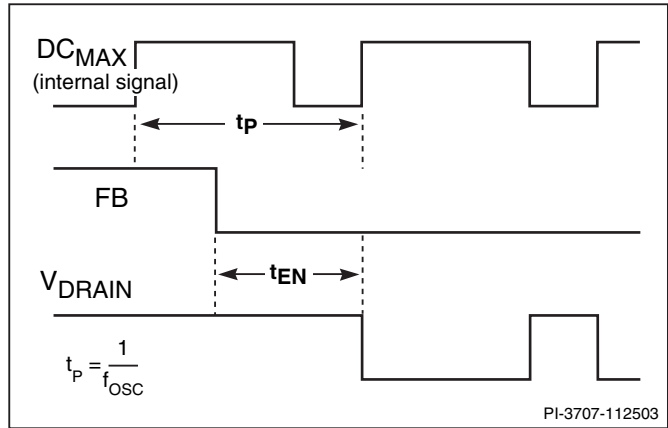 DCMAX
(internal signal)
tP
FB
tEN
VDRAIN
tP = 1/fOSC
PI-3707-112503